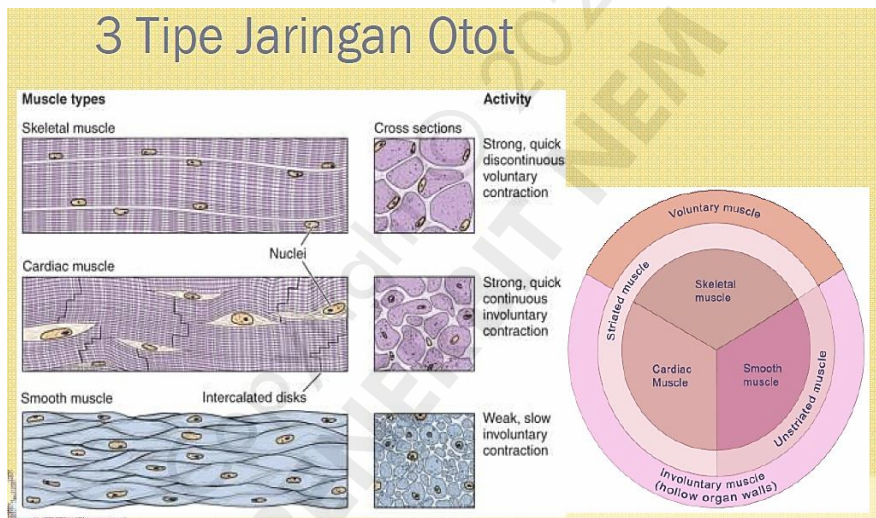 3 Tipe Jaringan Otot
Muscle types
Activity
Skeletal muscle
Cross sections
Strong, quick
discontinuous
voluntary
contraction
Nuclei
Cardiac muscle
Strong, quick
continuous
involuntary
contraction
Smooth muscle
Intercalated disks
Weak, slow
involuntary
contraction
Voluntary muscle
Striated muscle
Skeletal
muscle
Cardiac
Muscle
Smooth
muscle
Unstriated muscle
Involuntary muscle
(hollow organ walls)